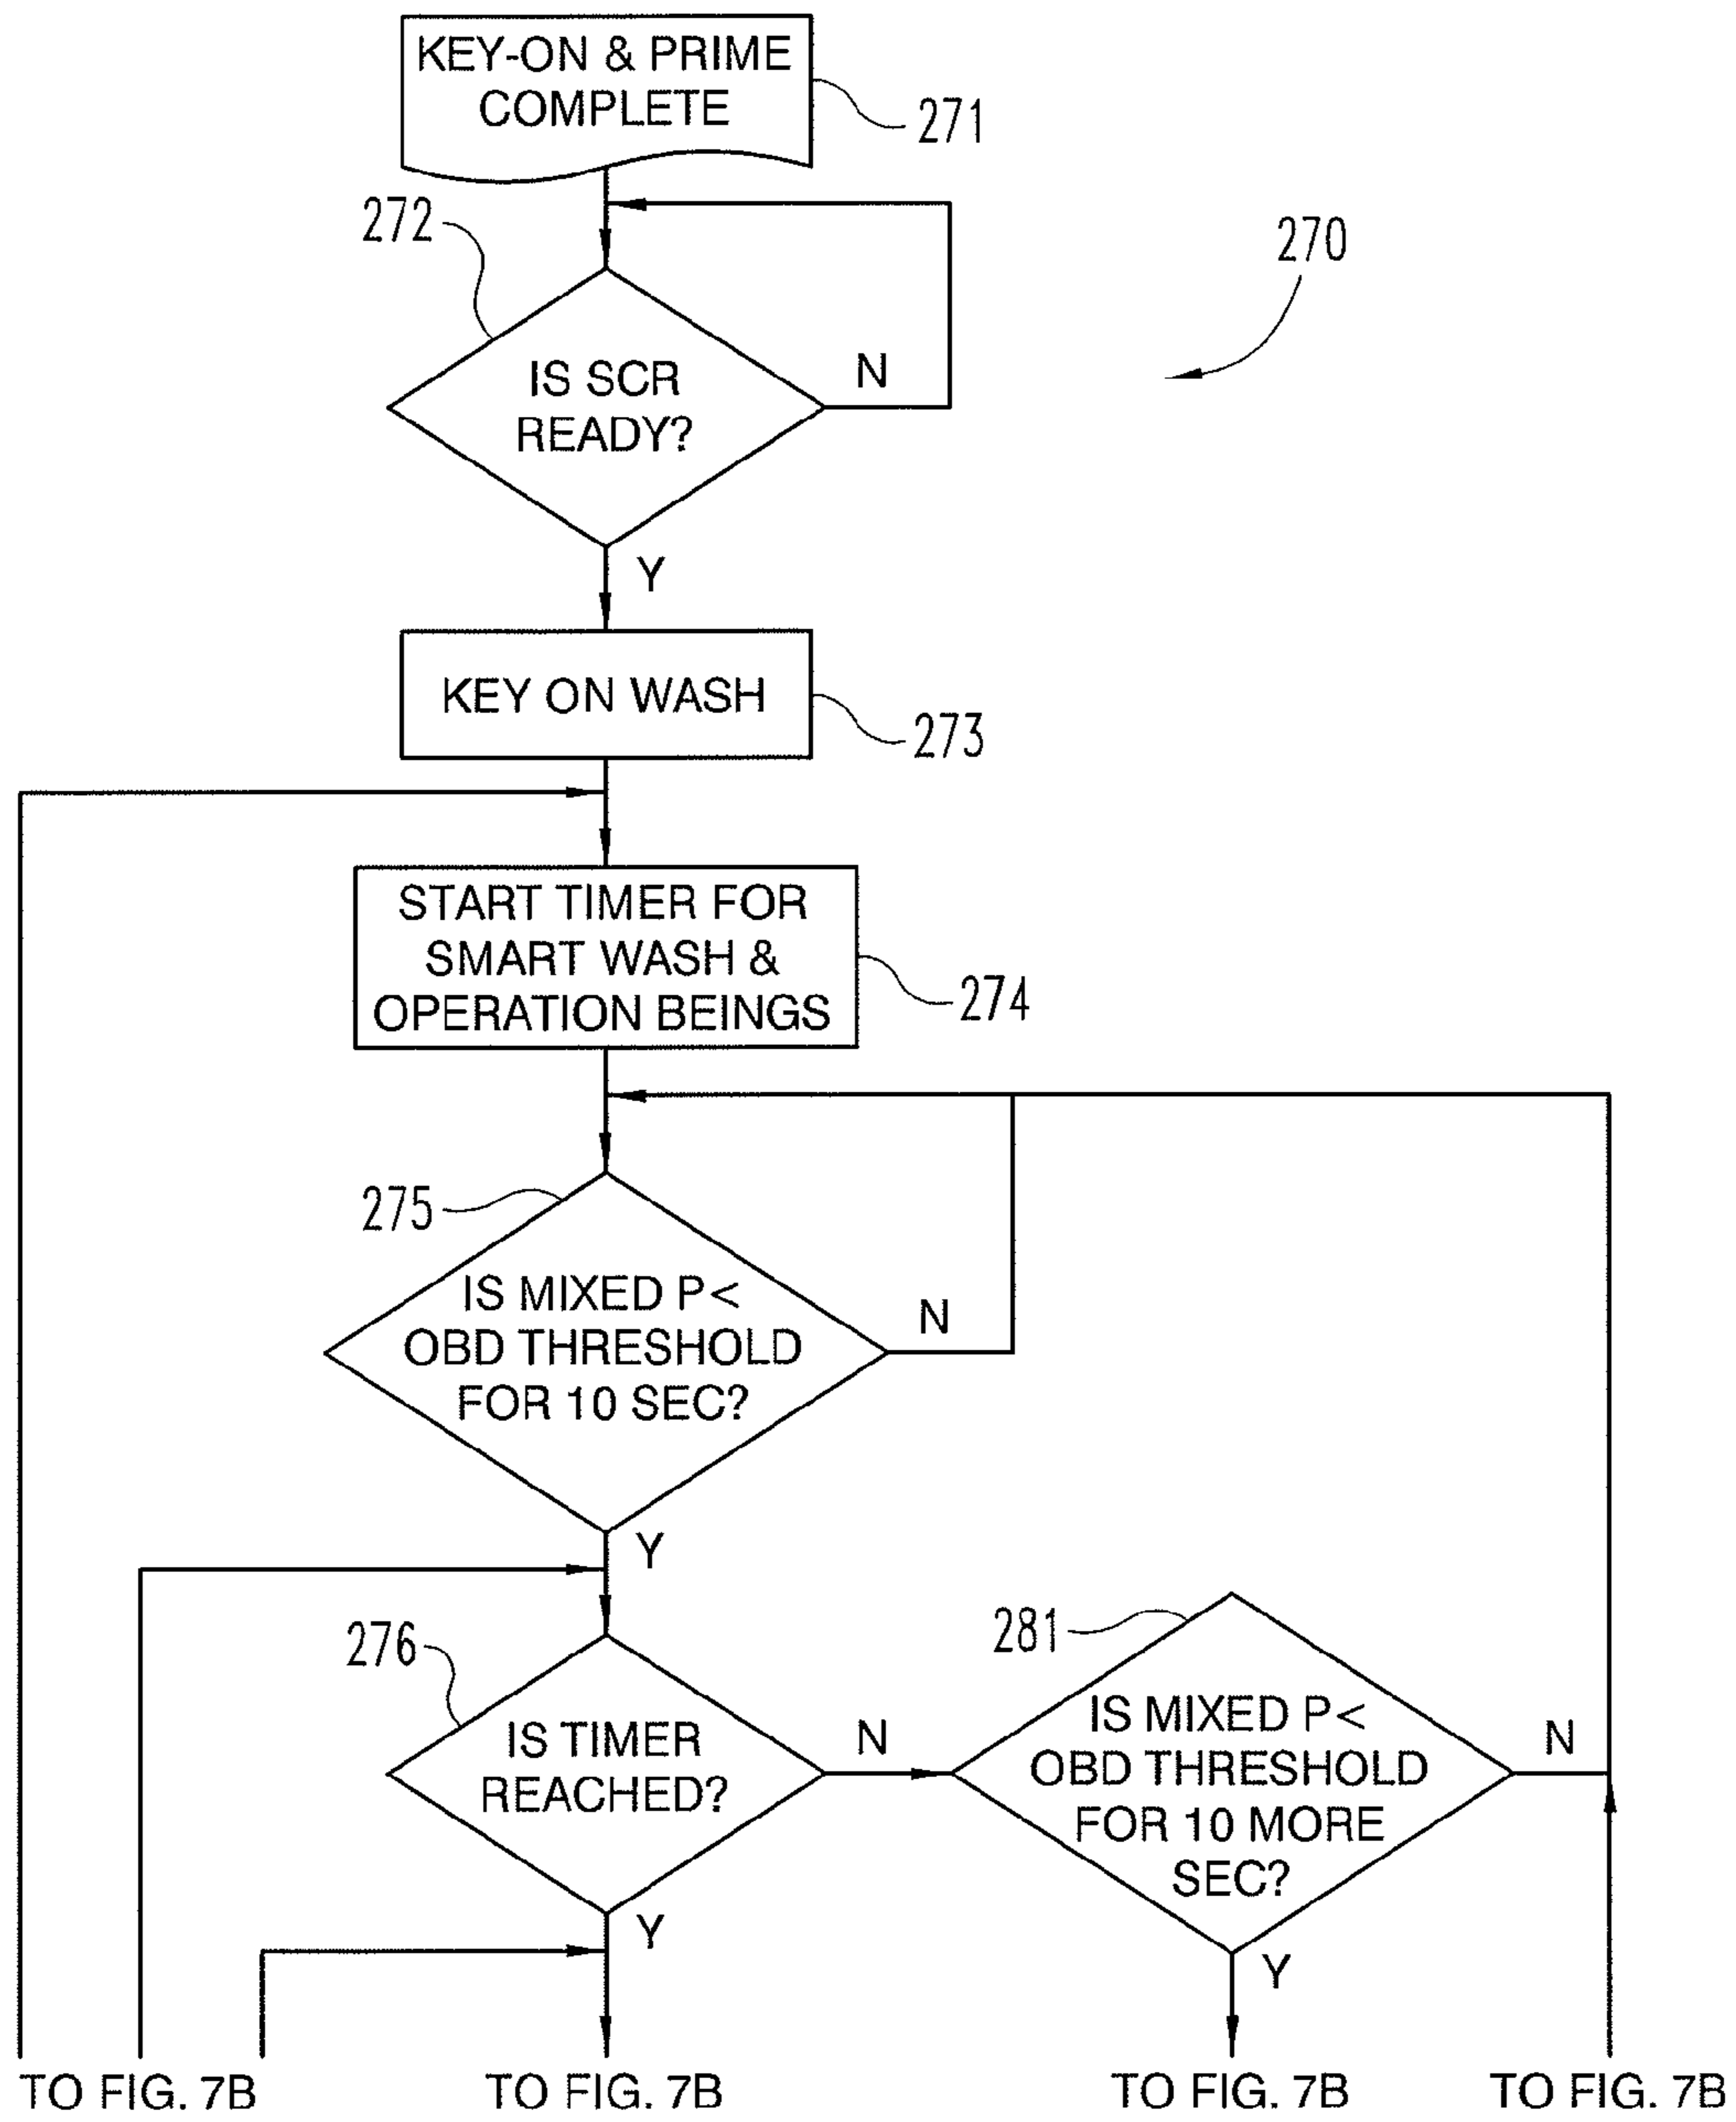 KEY-ON & PRIME
COMPLETE
271
272
270
IS SCR
READY?
N
Y
KEY ON WASH
273
START TIMER FOR
SMART WASH &
OPERATION BEINGS
274
275
IS MIXED P<
OBD THRESHOLD
FOR 10 SEC?
N
Y
276
IS TIMER
REACHED?
N
Y
281
IS MIXED P<
OBD THRESHOLD
FOR 10 MORE
SEC?
N
Y
TO FIG. 7B
TO FIG. 7B
TO FIG. 7B
TO FIG. 7B